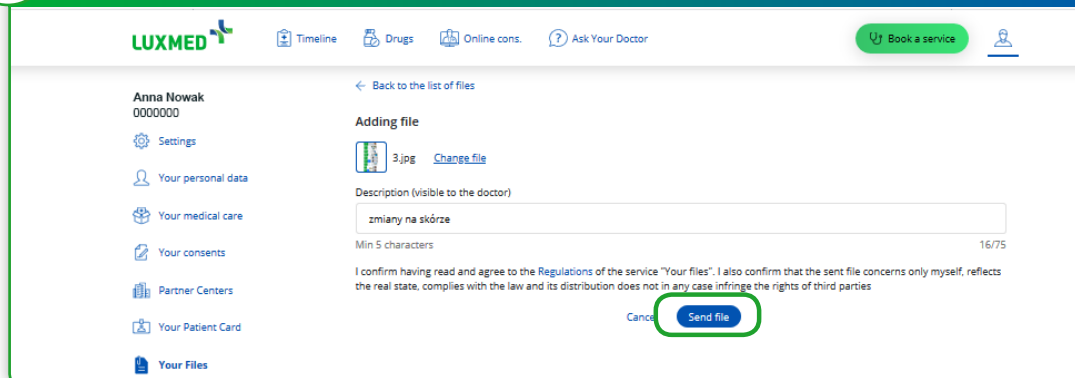 LUXMED
Timeline
Drugs
Online cons.
Ask Your Doctor
Book a service
Anna Nowak
0000000
Settings
Your personal data
Your medical care
Your consents
Partner Centers
Your Patient Card
Your Files
Back to the list of files
Adding file
3.jpg Change file
Description (visible to the doctor)
zmiany na skórze
Min 5 characters 16/75
I confirm having read and agree to the Regulations of the service "Your files". I also confirm that the sent file concerns only myself, reflects
the real state, complies with the law and its distribution does not in any case infringe the rights of third parties
Cance
Send file